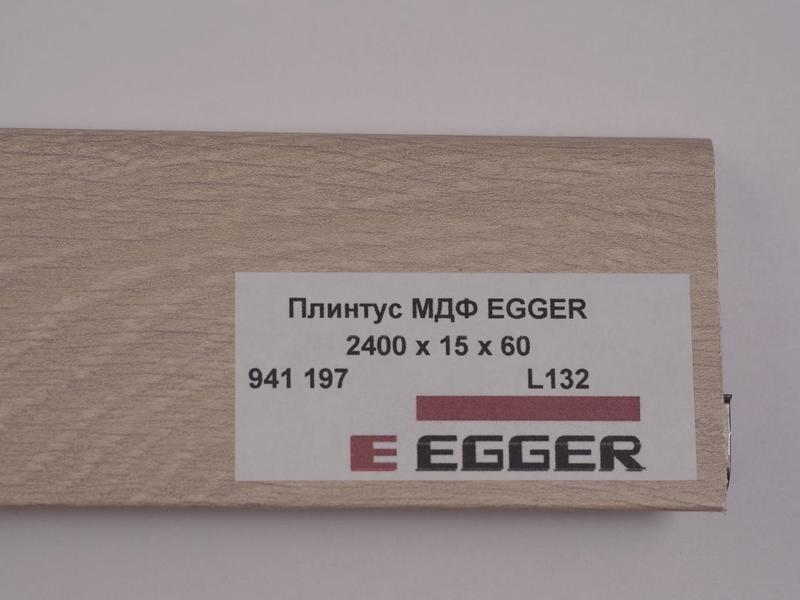 Плинтус МДФ EGGER
2400 x 15 x 60
941 197 L132
E EGGER